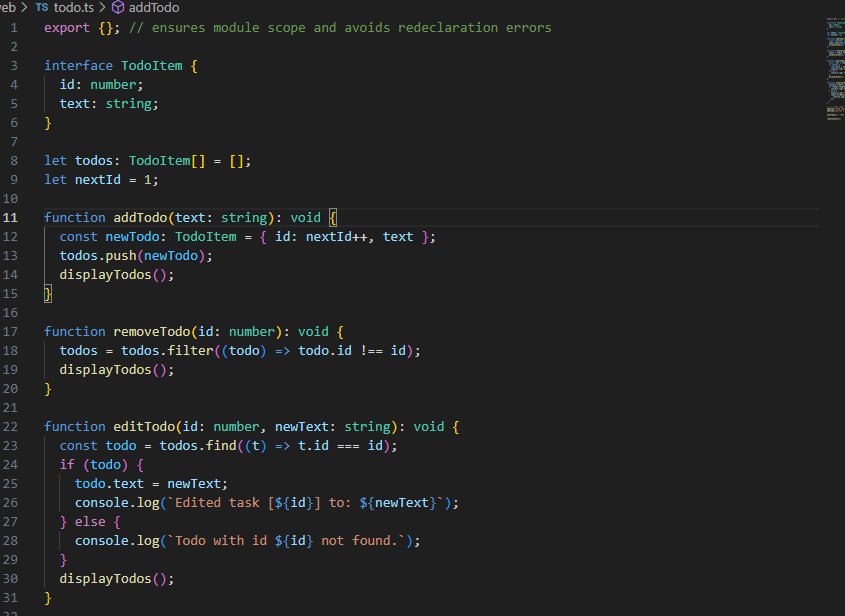 eb > TS todo.ts > addTodo
1 export {}; // ensures module scope and avoids redeclaration errors
2
3 interface TodoItem {
4   id: number;
5   text: string;
6 }
7
8 let todos: TodoItem[] = [];
9 let nextId = 1;
10
11 function addTodo(text: string): void {
12   const newTodo: TodoItem = { id: nextId++, text };
13   todos.push(newTodo);
14   displayTodos();
15 }
16
17 function removeTodo(id: number): void {
18   todos = todos.filter((todo) => todo.id !== id);
19   displayTodos();
20 }
21
22 function editTodo(id: number, newText: string): void {
23   const todo = todos.find((t) => t.id === id);
24   if (todo) {
25     todo.text = newText;
26     console.log(`Edited task [${id}] to: ${newText}`);
27   } else {
28     console.log(`Todo with id ${id} not found.`);
29   }
30   displayTodos();
31 }